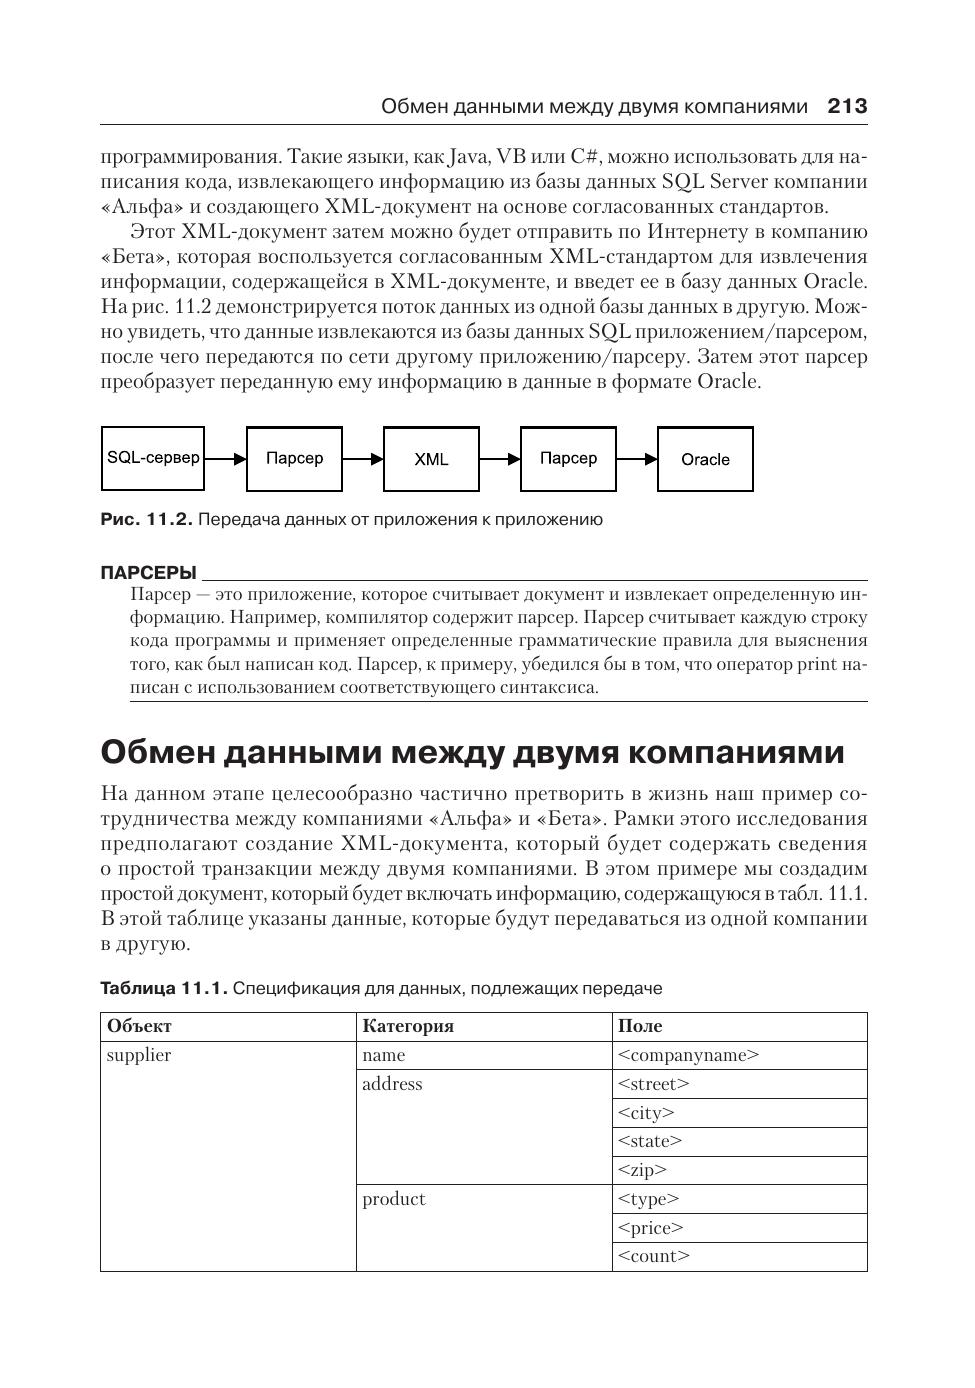 Обмен данными между двумя компаниями 213
программирования. Такие языки, как Java, VB или C#, можно использовать для на-
писания кода, извлекающего информацию из базы данных SQL Server компании
«Альфа» и создающего XML-документ на основе согласованных стандартов.
Этот XML-документ затем можно будет отправить по Интернету в компанию
«Бета», которая воспользуется согласованным XML-стандартом для извлечения
информации, содержащейся в XML-документе, и введет ее в базу данных Oracle.
На рис. 11.2 демонстрируется поток данных из одной базы данных в другую. Мож-
но увидеть, что данные извлекаются из базы данных SQL приложением/парсером,
после чего передаются по сети другому приложению/парсеру. Затем этот парсер
преобразует переданную ему информацию в данные в формате Oracle.
SQL-сервер Парсер XML Парсер Oracle
Рис. 11.2. Передача данных от приложения к приложению
ПАРСЕРЫ
Парсер — это приложение, которое считывает документ и извлекает определенную ин-
формацию. Например, компилятор содержит парсер. Парсер считывает каждую строку
кода программы и применяет определенные грамматические правила для выяснения
того, как был написан код. Парсер, к примеру, убедился бы в том, что оператор print на-
писан с использованием соответствующего синтаксиса.
Обмен данными между двумя компаниями
На данном этапе целесообразно частично претворить в жизнь наш пример со-
трудничества между компаниями «Альфа» и «Бета». Рамки этого исследования
предполагают создание XML-документа, который будет содержать сведения
о простой транзакции между двумя компаниями. В этом примере мы создадим
простой документ, который будет включать информацию, содержащуюся в табл. 11.1.
В этой таблице указаны данные, которые будут передаваться из одной компании
в другую.
Таблица 11.1. Спецификация для данных, подлежащих передаче
Объект Категория Поле
supplier name <companyname>
address <street>
<city>
<state>
<zip>
product <type>
<price>
<count>